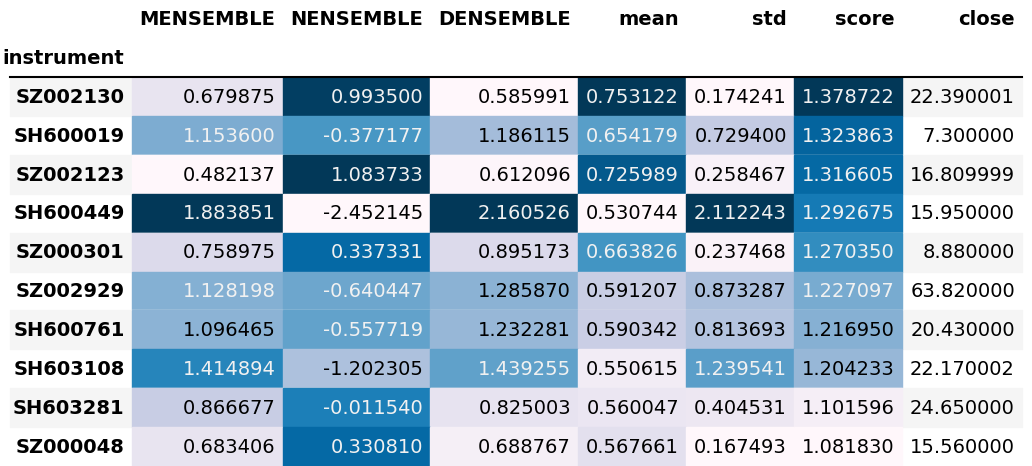 MENSEMBLE NENSEMBLE DENSEMBLE mean std score close
instrument
SZ002130 0.679875 0.993500 0.585991 0.753122 0.174241 1.378722 22.390001
SH600019 1.153600 -0.377177 1.186115 0.654179 0.729400 1.323863 7.300000
SZ002123 0.482137 1.083733 0.612096 0.725989 0.258467 1.316605 16.809999
SH600449 1.883851 -2.452145 2.160526 0.530744 2.112243 1.292675 15.950000
SZ000301 0.758975 0.337331 0.895173 0.663826 0.237468 1.270350 8.880000
SZ002929 1.128198 -0.640447 1.285870 0.591207 0.873287 1.227097 63.820000
SH600761 1.096465 -0.557719 1.232281 0.590342 0.813693 1.216950 20.430000
SH603108 1.414894 -1.202305 1.439255 0.550615 1.239541 1.204233 22.170002
SH603281 0.866677 -0.011540 0.825003 0.560047 0.404531 1.101596 24.650000
SZ000048 0.683406 0.330810 0.688767 0.567661 0.167493 1.081830 15.560000